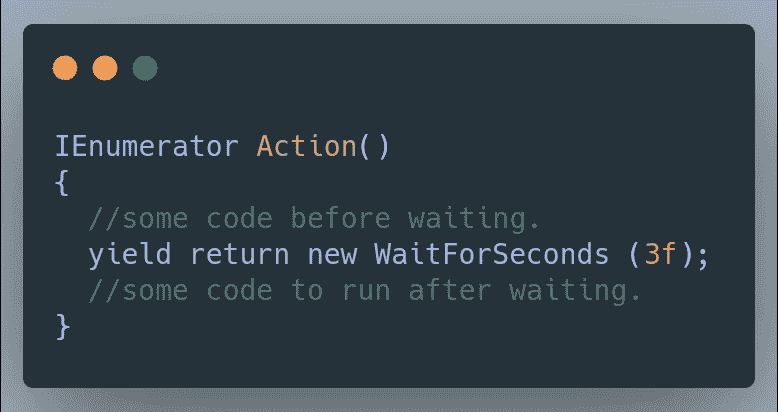 IEnumerator Action()
{
//some code before waiting.
yield return new WaitForSeconds (3f);
//some code to run after waiting.
}